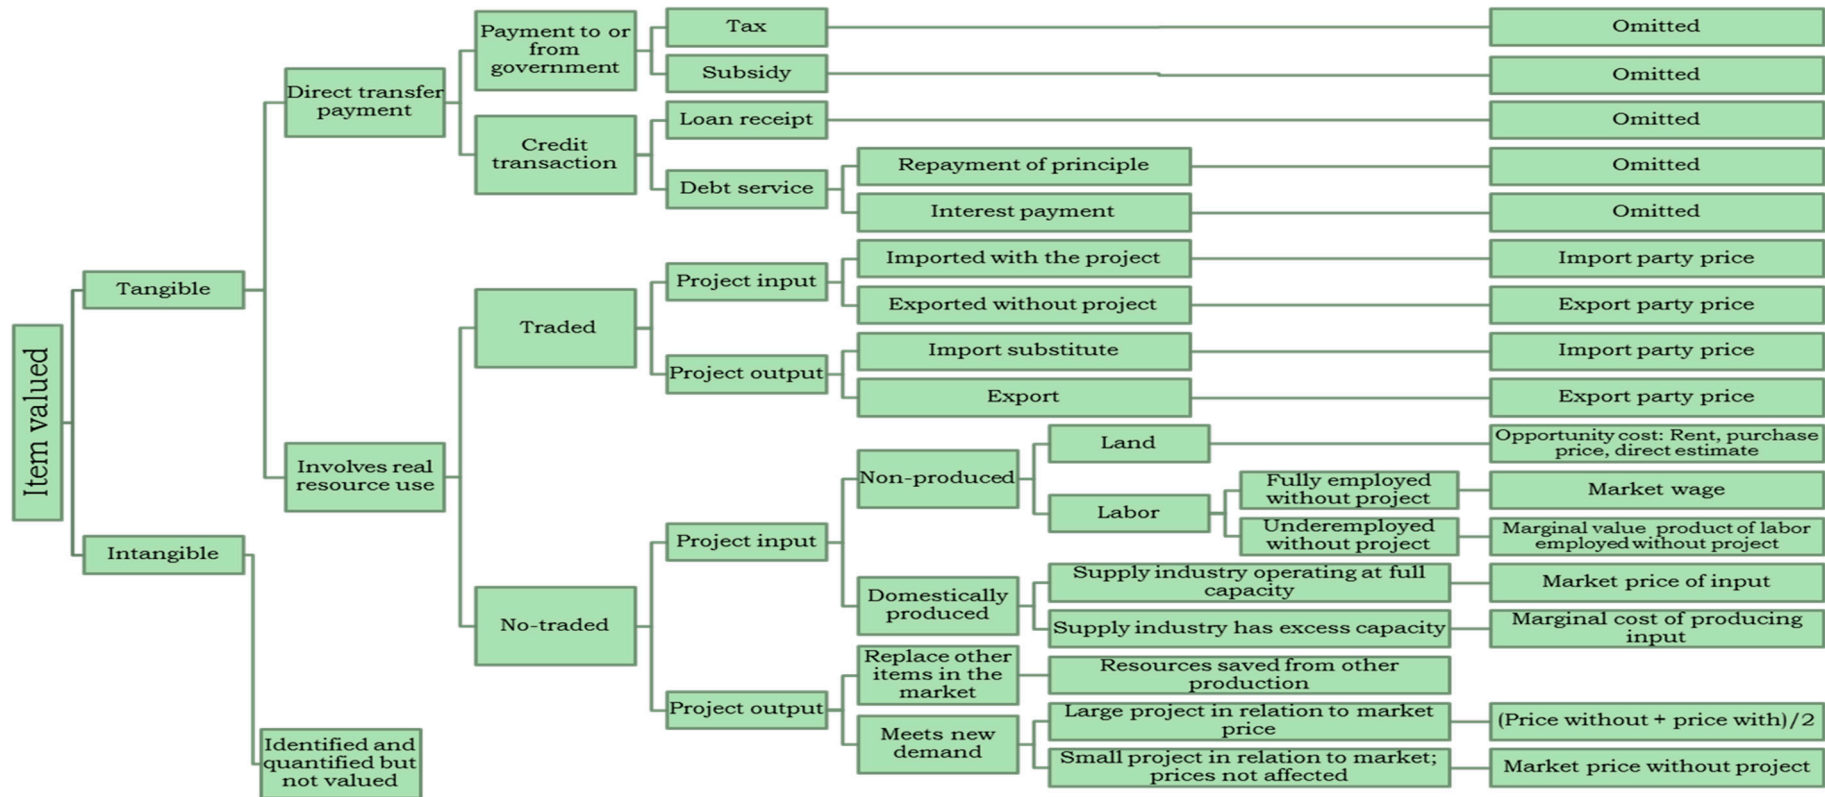 Item valued
Tangible
Intangible
Direct transfer
payment
Involves real
resource use
Identified and
quantified but
not valued
Payment to or
from
government
Credit
transaction
Traded
No-traded
Tax
Subsidy
Loan receipt
Debt service
Project input
Project output
Project input
Project output
Repayment of principle
Interest payment
Imported with the project
Exported without project
Import substitute
Export
Non-produced
Domestically
produced
Replace other
items in the
market
Meets new
demand
Land
Labor
Fully employed
without project
Underemployed
without project
Supply industry operating at full
capacity
Supply industry has excess capacity
Resources saved from other
production
Large project in relation to market
price
Small project in relation to market;
prices not affected
Omitted
Omitted
Omitted
Omitted
Omitted
Import party price
Export party price
Import party price
Export party price
Opportunity cost: Rent, purchase
price, direct estimate
Market wage
Marginal value product of labor
employed without project
Market price of input
Marginal cost of producing
input
(Price without + price with)/2
Market price without project